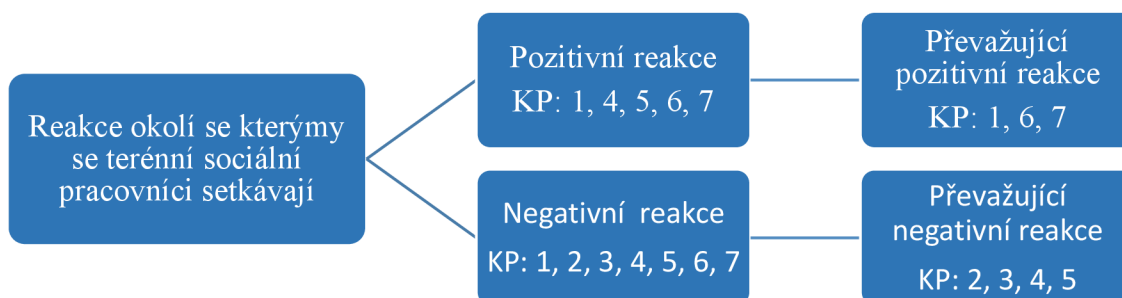 Reakce okolí se kterýmy
se terénní sociální
pracovníci setkávají
Pozitivní reakce
KP: 1, 4, 5, 6, 7
Převažující
pozitivní reakce
KP: 1, 6, 7
Negativní reakce
KP: 1, 2, 3, 4, 5, 6, 7
Převažující
negativní reakce
KP: 2, 3, 4, 5